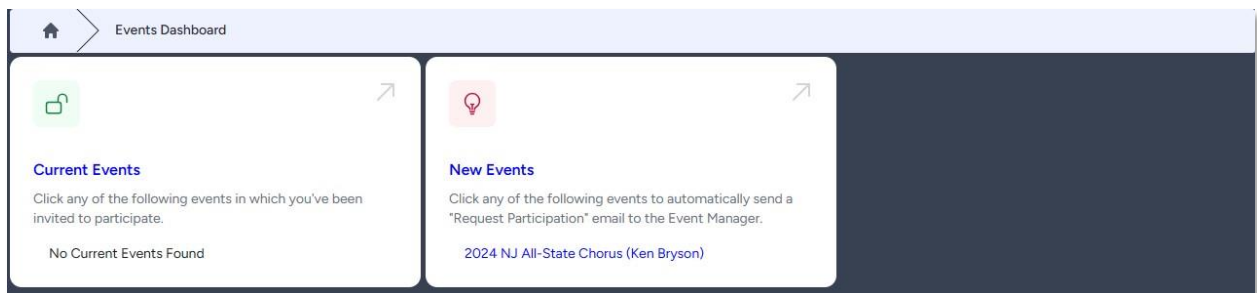 Events Dashboard
Current Events
Click any of the following events in which you've been
invited to participate.
No Current Events Found
New Events
Click any of the following events to automatically send a
"Request Participation" email to the Event Manager.
2024 NJ All-State Chorus (Ken Bryson)